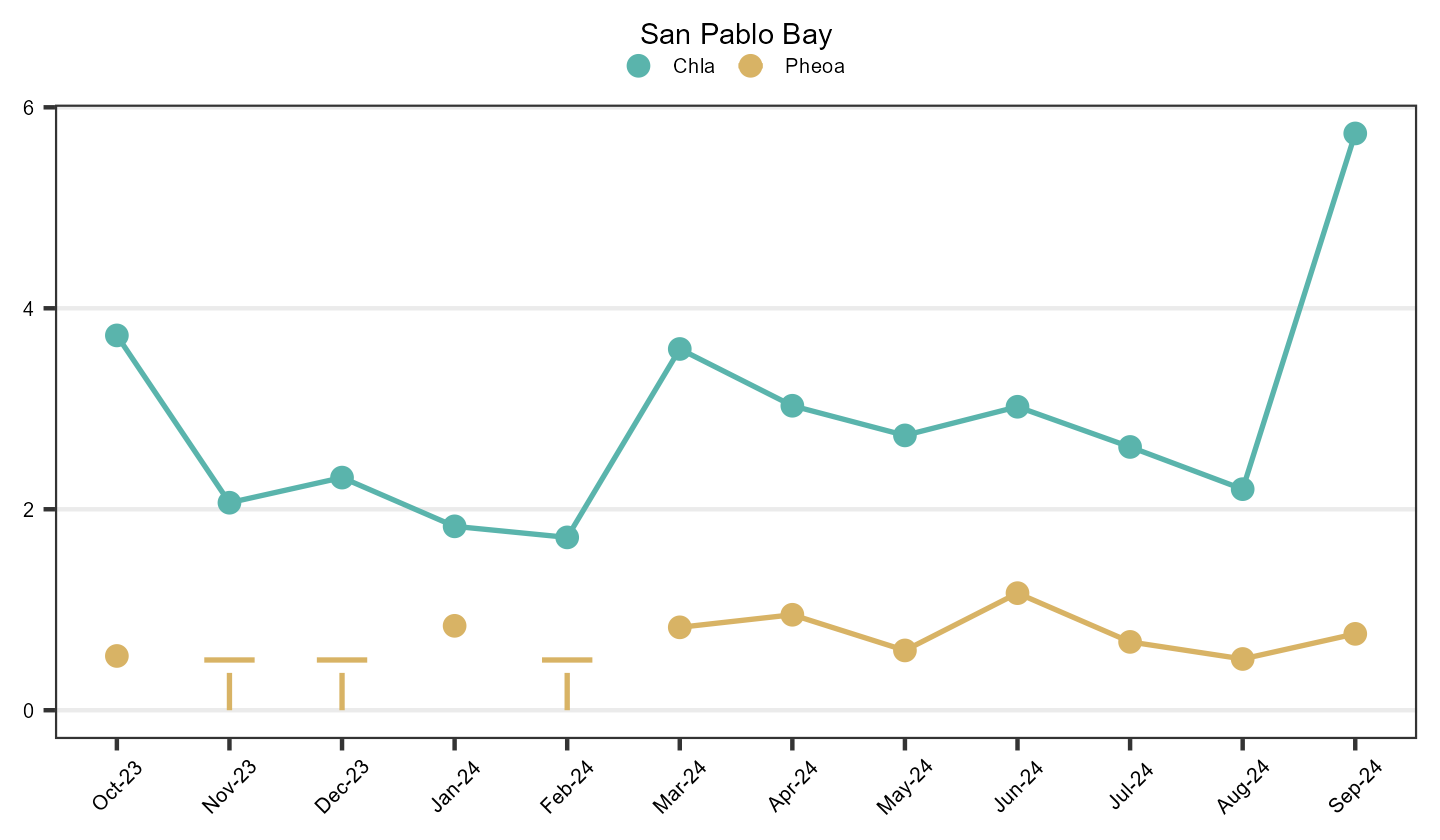 San Pablo Bay
Chla Pheoa
6
4
2
0
Oct-23 Nov-23 Dec-23 Jan-24 Feb-24 Mar-24 Apr-24 May-24 Jun-24 Jul-24 Aug-24 Sep-24